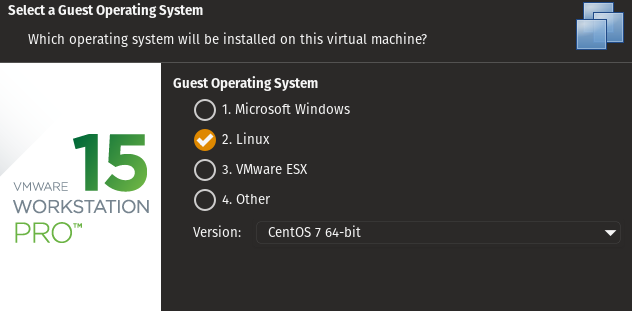 Select a Guest Operating System
Which operating system will be installed on this virtual machine?
Guest Operating System
1. Microsoft Windows
2. Linux
3. VMware ESX
4. Other
Version: CentOS 7 64-bit
VMWARE 15
WORKSTATION
PRO™